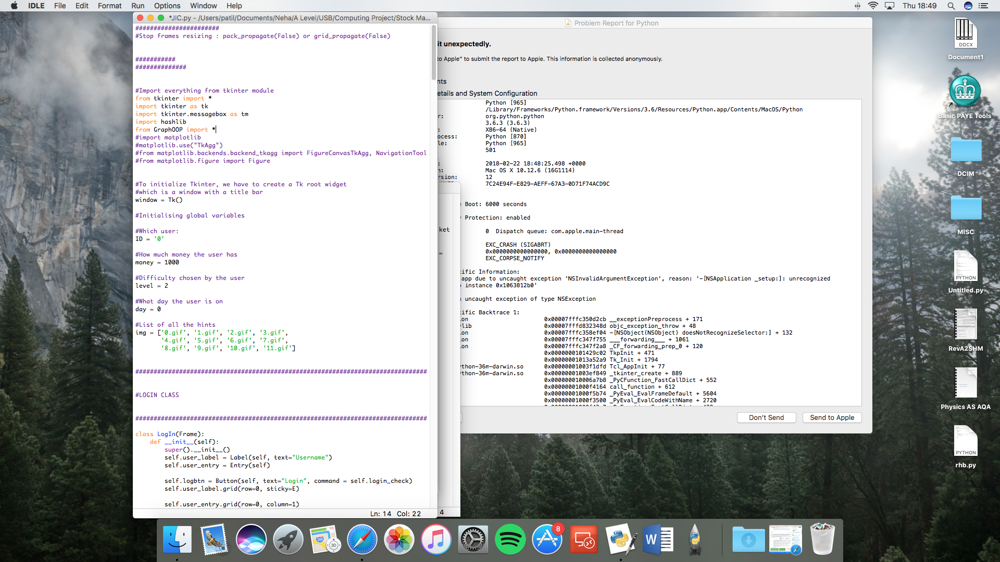 IDLE File Edit Format Run Options Window Help Thu 18:49
*JIC.py - /Users/patil/Documents/Neha/A Level/USB/Computing Project/Stock Ma...
#######################
#Stop frames resizing : pack_propagate(False) or grid_propagate(False)
###########
##############
#Import everything from tkinter module
from tkinter import *
import tkinter as tk
import tkinter.messagebox as tm
import hashlib
from GraphOOP import *
#import matplotlib
#matplotlib.use("TkAgg")
#from matplotlib.backends.backend_tkagg import FigureCanvasTkAgg, NavigationTool
#from matplotlib.figure import Figure
#To initialize Tkinter, we have to create a Tk root widget
#which is a window with a title bar
window = Tk()
#Initialising global variables
#Which user:
ID = '0'
#How much money the user has
money = 1000
#Difficulty chosen by the user
level = 2
#What day the user is on
day = 0
#List of all the hints
img = ['0.gif', '1.gif', '2.gif', '3.gif',
'4.gif', '5.gif', '6.gif', '7.gif',
'8.gif', '9.gif', '10.gif', '11.gif']
################################################################################
#LOGIN CLASS
################################################################################
class LogIn(Frame):
def __init__(self):
super().__init__()
self.user_label = Label(self, text="Username")
self.user_entry = Entry(self)
self.logbtn = Button(self, text="Login", command = self.login_check)
self.user_label.grid(row=0, sticky=E)
self.user_entry.grid(row=0, column=1)
Ln: 14 Col: 22
ket
=
4
Problem Report for Python
it unexpectedly.
to Apple” to submit the report to Apple. This information is collected anonymously.
nts
etails and System Configuration
Python [965]
/Library/Frameworks/Python.framework/Versions/3.6/Resources/Python.app/Contents/MacOS/Python
r: org.python.python
3.6.3 (3.6.3)
: X86-64 (Native)
ocess: Python [870]
le: Python [965]
501
: 2018-02-22 18:48:25.498 +0000
n: Mac OS X 10.12.6 (16G1114)
rsion: 12
7C24E94F-E829-AEFF-67A3-0D71F74ACD9C
e Boot: 6000 seconds
y Protection: enabled
0 Dispatch queue: com.apple.main-thread
EXC_CRASH (SIGABRT)
0x0000000000000000, 0x0000000000000000
EXC_CORPSE_NOTIFY
ific Information:
app due to uncaught exception 'NSInvalidArgumentException', reason: '-[NSApplication _setup:]: unrecognized
instance 0x1063812b0'
uncaught exception of type NSException
ific Backtrace 1:
on 0x00007fffc350d2cb __exceptionPreprocess + 171
ylib 0x00007fffd832348d objc_exception_throw + 48
on 0x00007fffc358ef04 -[NSObject(NSObject) doesNotRecognizeSelector:] + 132
on 0x00007fffc347f755 ___forwarding___ + 1061
on 0x00007fffc347f2a8 _CF_forwarding_prep_0 + 120
0x0000000101429c02 TkpInit + 471
0x00000001013a52a9 Tk_Init + 1794
ython-36m-darwin.so 0x00000001003f1dfd Tcl_AppInit + 77
ython-36m-darwin.so 0x00000001003ef849 _tkinter_create + 889
0x000000010006a7b8 _PyCFunction_FastCallDict + 552
0x00000001000f4164 call_function + 612
0x00000001000f5b74 _PyEval_EvalFrameDefault + 5604
0x00000001000f3500 _PyEval_EvalCodeWithName + 2720
Don't Send Send to Apple
DOCX
Document1
Basic PAYE Tools
DCIM
MISC
PYTHON
Untitled.py
RevA2SHM
Physics AS AQA
PYTHON
rhb.py
3D
8
W